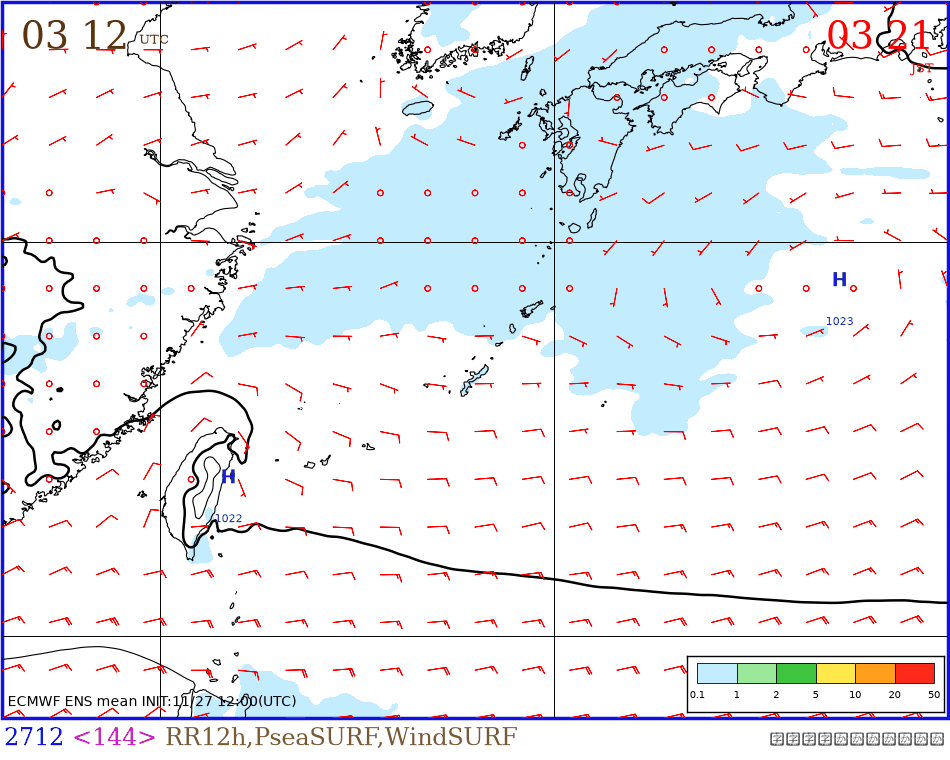 03 12 UTC
03 21 JST
H
1023
H
1022
ECMWF ENS mean INIT:11/27 12:00(UTC)
0.1 1 2 5 10 20 50
2712 <144> RR12h,PseaSURF,WindSURF